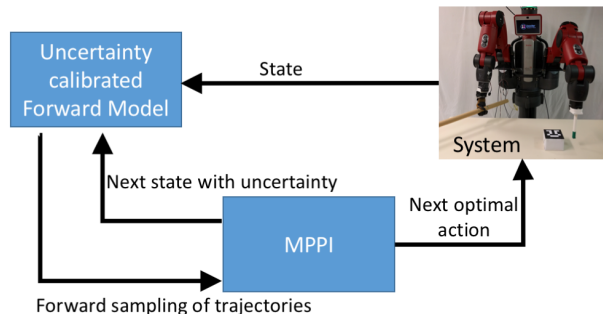 Uncertainty
calibrated
Forward Model
State
System
Next state with uncertainty
Next optimal
action
MPPI
Forward sampling of trajectories